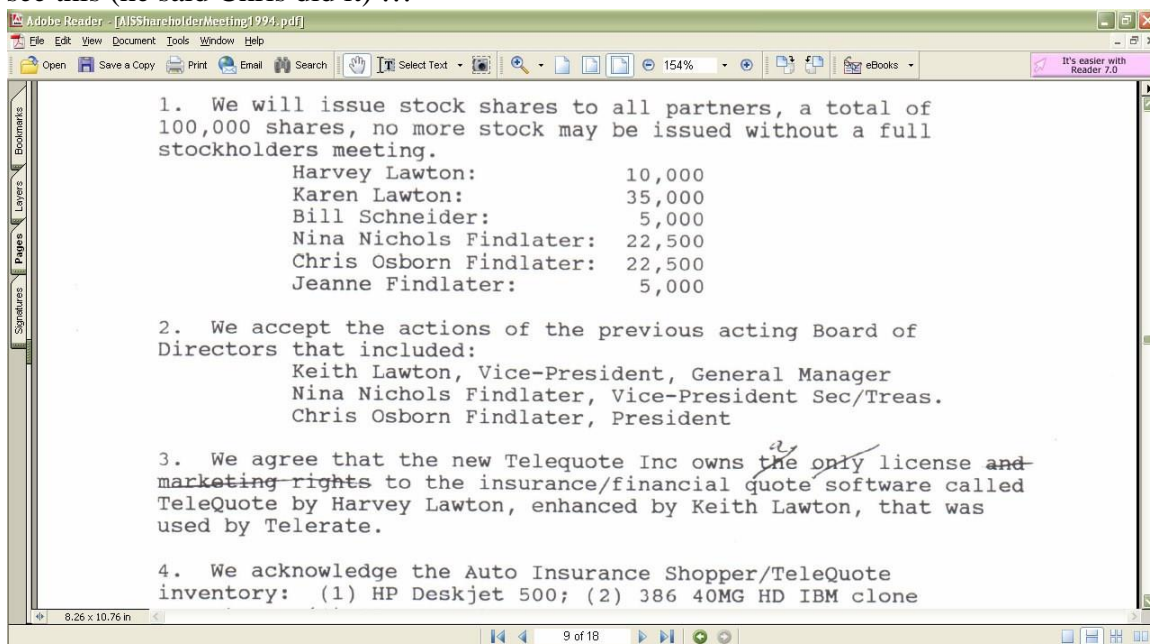 see this (he said Chris did it) …
Adobe Reader - [AISShareholderMeeting1994.pdf]
File Edit View Document Tools Window Help
Open Save a Copy Print Email Search Select Text 154% eBooks It's easier with Reader 7.0
Bookmarks
Layers
Pages
Signatures
1. We will issue stock shares to all partners, a total of
100,000 shares, no more stock may be issued without a full
stockholders meeting.
Harvey Lawton: 10,000
Karen Lawton: 35,000
Bill Schneider: 5,000
Nina Nichols Findlater: 22,500
Chris Osborn Findlater: 22,500
Jeanne Findlater: 5,000
2. We accept the actions of the previous acting Board of
Directors that included:
Keith Lawton, Vice-President, General Manager
Nina Nichols Findlater, Vice-President Sec/Treas.
Chris Osborn Findlater, President
a
3. We agree that the new Telequote Inc owns the only license and
marketing rights to the insurance/financial quote software called
TeleQuote by Harvey Lawton, enhanced by Keith Lawton, that was
used by Telerate.
4. We acknowledge the Auto Insurance Shopper/TeleQuote
inventory: (1) HP Deskjet 500; (2) 386 40MG HD IBM clone
8.26 x 10.76 in
9 of 18